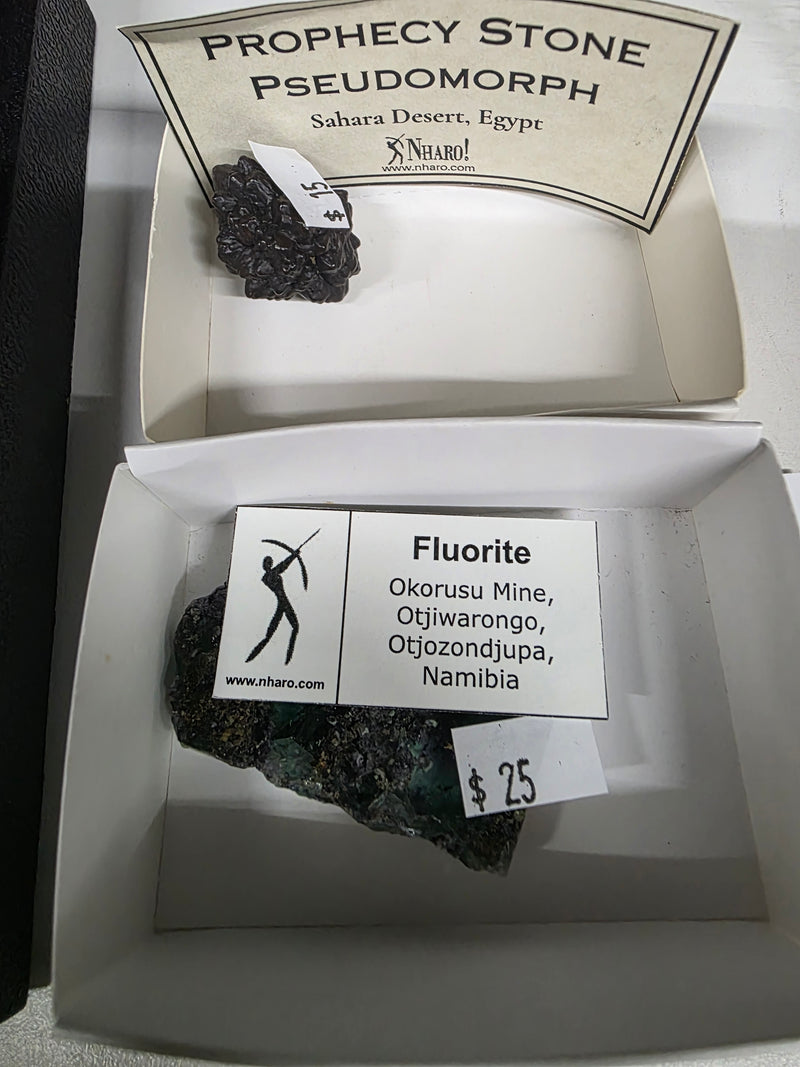 PROPHECY STONE
PSEUDOMORPH
Sahara Desert, Egypt
NHARO!
www.nharo.com
$ 15
Fluorite
Okorusu Mine,
Otjiwarongo,
Otjozondjupa,
Namibia
www.nharo.com
$ 25